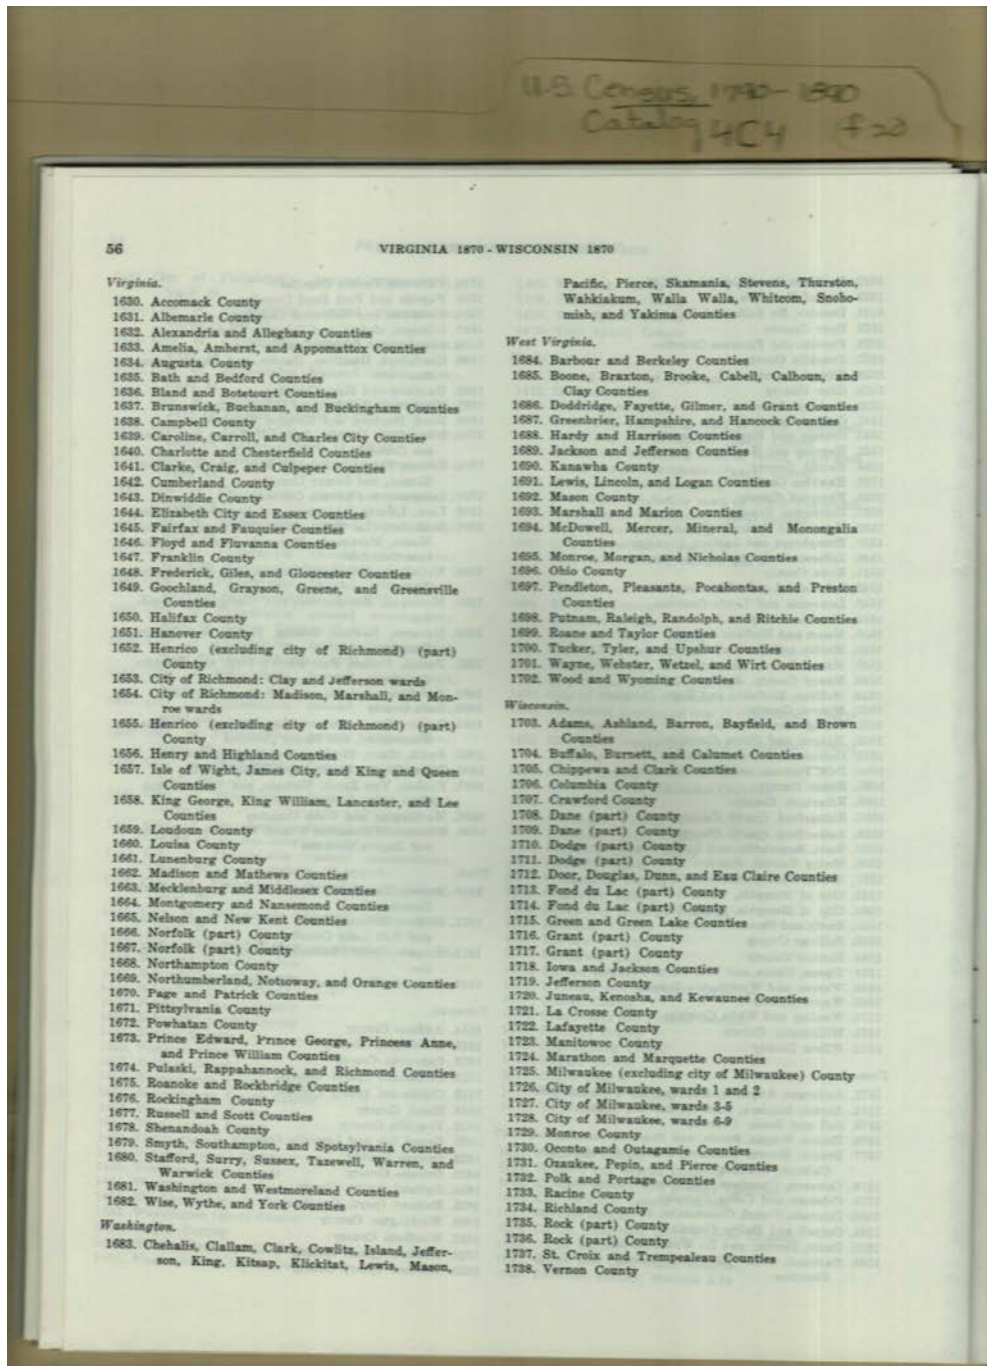 U.S. Census, 1790-1890
Catalog 4C4 f20
56
VIRGINIA 1870 - WISCONSIN 1870
Virginia.
1630. Accomack County
1631. Albemarle County
1632. Alexandria and Alleghany Counties
1633. Amelia, Amherst, and Appomattox Counties
1634. Augusta County
1635. Bath and Bedford Counties
1636. Bland and Botetourt Counties
1637. Brunswick, Buchanan, and Buckingham Counties
1638. Campbell County
1639. Caroline, Carroll, and Charles City Counties
1640. Charlotte and Chesterfield Counties
1641. Clarke, Craig, and Culpeper Counties
1642. Cumberland County
1643. Dinwiddie County
1644. Elizabeth City and Essex Counties
1645. Fairfax and Fauquier Counties
1646. Floyd and Fluvanna Counties
1647. Franklin County
1648. Frederick, Giles, and Gloucester Counties
1649. Goochland, Grayson, Greene, and Greensville
Counties
1650. Halifax County
1651. Hanover County
1652. Henrico (excluding city of Richmond) (part)
County
1653. City of Richmond: Clay and Jefferson wards
1654. City of Richmond: Madison, Marshall, and Mon-
roe wards
1655. Henrico (excluding city of Richmond) (part)
County
1656. Henry and Highland Counties
1657. Isle of Wight, James City, and King and Queen
Counties
1658. King George, King William, Lancaster, and Lee
Counties
1659. Loudoun County
1660. Louisa County
1661. Lunenburg County
1662. Madison and Mathews Counties
1663. Mecklenburg and Middlesex Counties
1664. Montgomery and Nansemond Counties
1665. Nelson and New Kent Counties
1666. Norfolk (part) County
1667. Norfolk (part) County
1668. Northampton County
1669. Northumberland, Notoway, and Orange Counties
1670. Page and Patrick Counties
1671. Pittsylvania County
1672. Powhatan County
1673. Prince Edward, Prince George, Princess Anne,
and Prince William Counties
1674. Pulaski, Rappahannock, and Richmond Counties
1675. Roanoke and Rockbridge Counties
1676. Rockingham County
1677. Russell and Scott Counties
1678. Shenandoah County
1679. Smyth, Southampton, and Spotsylvania Counties
1680. Stafford, Surry, Sussex, Tazewell, Warren, and
Warwick Counties
1681. Washington and Westmoreland Counties
1682. Wise, Wythe, and York Counties
Washington.
1683. Chehalis, Clallam, Clark, Cowlitz, Island, Jeffer-
son, King, Kitsap, Klickitat, Lewis, Mason,
Pacific, Pierce, Skamania, Stevens, Thurston,
Wahkiakum, Walla Walla, Whitcom, Snoho-
mish, and Yakima Counties
West Virginia.
1684. Barbour and Berkeley Counties
1685. Boone, Braxton, Brooke, Cabell, Calhoun, and
Clay Counties
1686. Doddridge, Fayette, Gilmer, and Grant Counties
1687. Greenbrier, Hampshire, and Hancock Counties
1688. Hardy and Harrison Counties
1689. Jackson and Jefferson Counties
1690. Kanawha County
1691. Lewis, Lincoln, and Logan Counties
1692. Mason County
1693. Marshall and Marion Counties
1694. McDowell, Mercer, Mineral, and Monongalia
Counties
1695. Monroe, Morgan, and Nicholas Counties
1696. Ohio County
1697. Pendleton, Pleasants, Pocahontas, and Preston
Counties
1698. Putnam, Raleigh, Randolph, and Ritchie Counties
1699. Roane and Taylor Counties
1700. Tucker, Tyler, and Upshur Counties
1701. Wayne, Webster, Wetzel, and Wirt Counties
1702. Wood and Wyoming Counties
Wisconsin.
1703. Adams, Ashland, Barron, Bayfield, and Brown
Counties
1704. Buffalo, Burnett, and Calumet Counties
1705. Chippewa and Clark Counties
1706. Columbia County
1707. Crawford County
1708. Dane (part) County
1709. Dane (part) County
1710. Dodge (part) County
1711. Dodge (part) County
1712. Door, Douglas, Dunn, and Eau Claire Counties
1713. Fond du Lac (part) County
1714. Fond du Lac (part) County
1715. Green and Green Lake Counties
1716. Grant (part) County
1717. Grant (part) County
1718. Iowa and Jackson Counties
1719. Jefferson County
1720. Juneau, Kenosha, and Kewaunee Counties
1721. La Crosse County
1722. Lafayette County
1723. Manitowoc County
1724. Marathon and Marquette Counties
1725. Milwaukee (excluding city of Milwaukee) County
1726. City of Milwaukee, wards 1 and 2
1727. City of Milwaukee, wards 3-5
1728. City of Milwaukee, wards 6-9
1729. Monroe County
1730. Oconto and Outagamie Counties
1731. Ozaukee, Pepin, and Pierce Counties
1732. Polk and Portage Counties
1733. Racine County
1734. Richland County
1735. Rock (part) County
1736. Rock (part) County
1737. St. Croix and Trempealeau Counties
1738. Vernon County